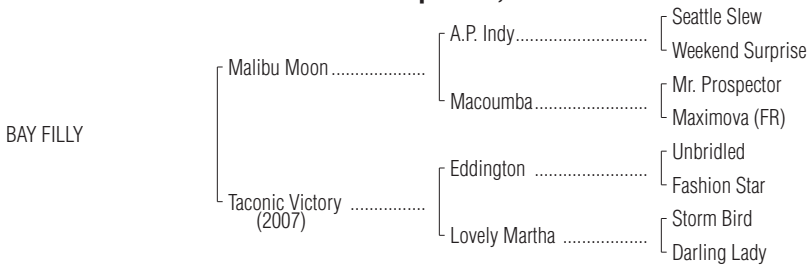 Seattle Slew
A.P. Indy
Weekend Surprise
Malibu Moon
Mr. Prospector
Macoumba
Maximova (FR)
BAY FILLY
Unbridled
Eddington
Fashion Star
Taconic Victory
(2007)
Storm Bird
Lovely Martha
Darling Lady